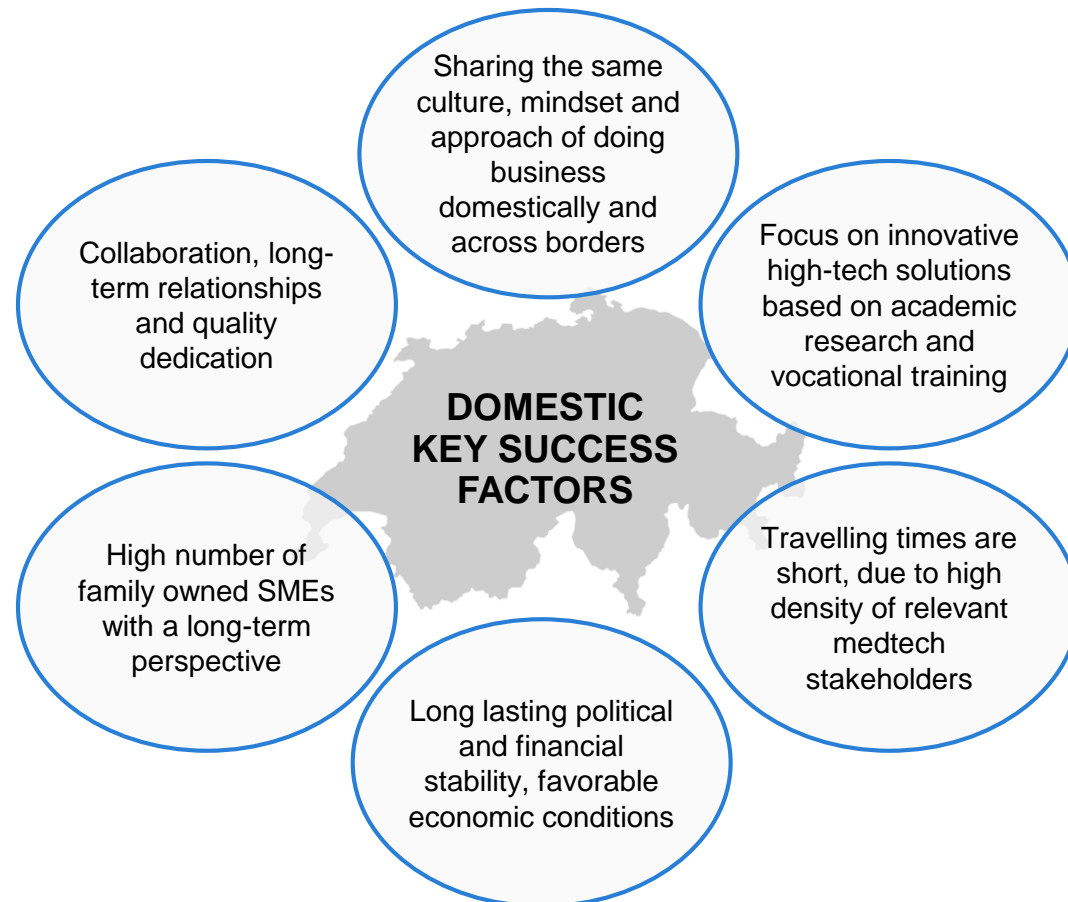 Sharing the same
culture, mindset and
approach of doing
business
domestically and
across borders
Focus on innovative
high-tech solutions
based on academic
research and
vocational training
Travelling times are
short, due to high
density of relevant
medtech
stakeholders
Long lasting political
and financial
stability, favorable
economic conditions
High number of
family owned SMEs
with a long-term
perspective
Collaboration, long-
term relationships
and quality
dedication
DOMESTIC
KEY SUCCESS
FACTORS